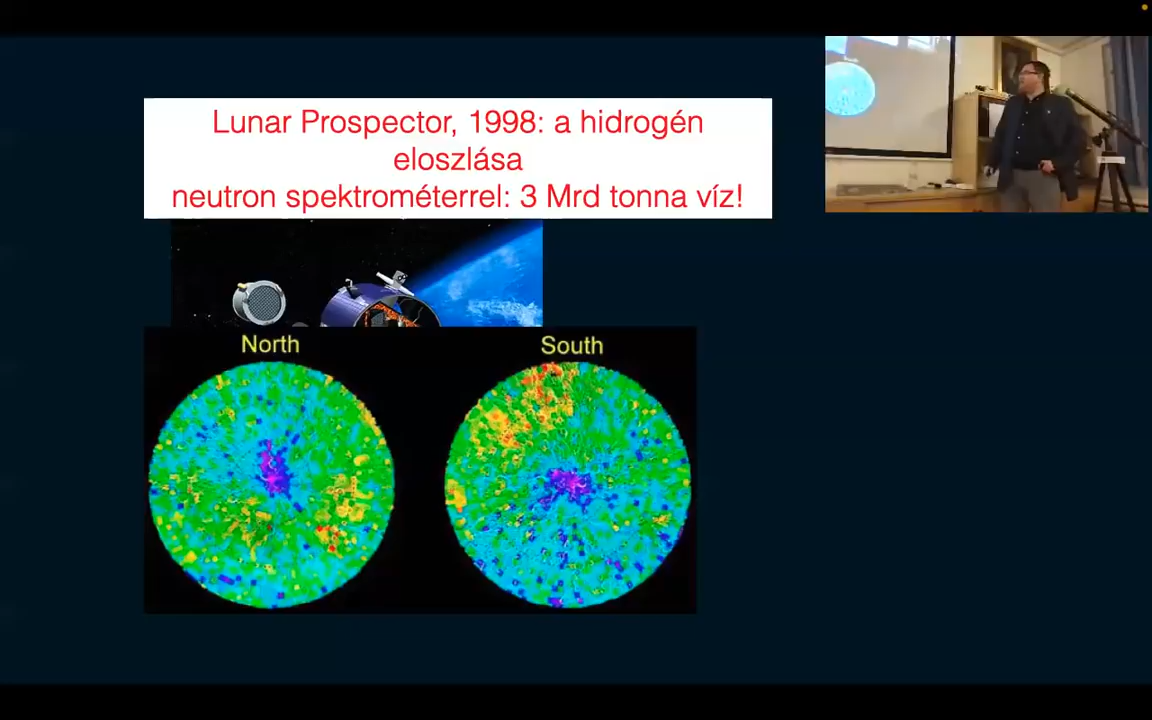 Lunar Prospector, 1998: a hidrogén
eloszlása
neutron spektrométerrel: 3 Mrd tonna víz!
North
South